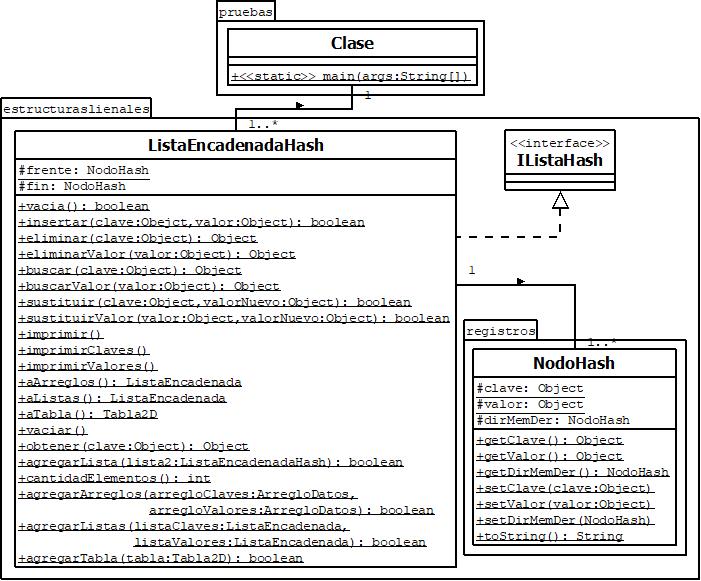 pruebas
Clase
+<<static>> main(args:String[])
1
1..*
estructuraslienales
ListaEncadenadaHash
#frente: NodoHash
#fin: NodoHash
+vacia(): boolean
+insertar(clave:Obejct,valor:Object): boolean
+eliminar(clave:Object): Object
+eliminarValor(valor:Object): Object
+buscar(clave:Object): Object
+buscarValor(valor:Object): Object
+sustituir(clave:Object,valorNuevo:Object): boolean
+sustituirValor(valor:Object,valorNuevo:Object): boolean
+imprimir()
+imprimirClaves()
+imprimirValores()
+aArreglos(): ListaEncadenada
+aListas(): ListaEncadenada
+aTabla(): Tabla2D
+vaciar()
+obtener(clave:Object): Object
+agregarLista(lista2:ListaEncadenadaHash): boolean
+cantidadElementos(): int
+agregarArreglos(arregloClaves:ArregloDatos,
arregloValores:ArregloDatos): boolean
+agregarListas(listaClaves:ListaEncadenada,
listaValores:ListaEncadenada): boolean
+agregarTabla(tabla:Tabla2D): boolean
<<interface>>
IListaHash
1
1..*
registros
NodoHash
#clave: Object
#valor: Object
#dirMemDer: NodoHash
+getClave(): Object
+getValor(): Object
+getDirMemDer(): NodoHash
+setClave(clave:Object)
+setValor(valor:Object)
+setDirMemDer(NodoHash)
+toString(): String